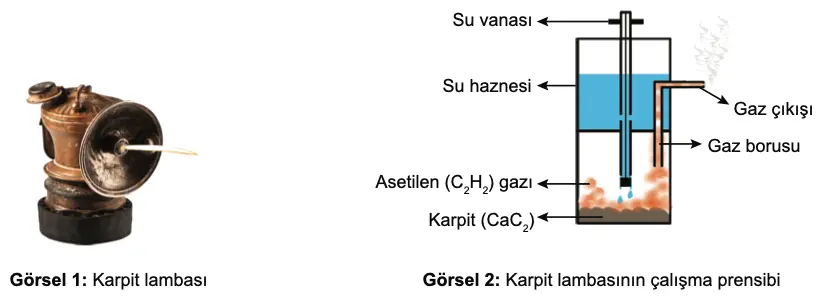 Su vanası
Su haznesi
Gaz çıkışı
Gaz borusu
Asetilen (C₂H₂) gazı
Karpit (CaC₂)
Görsel 1: Karpit lambası
Görsel 2: Karpit lambasının çalışma prensibi